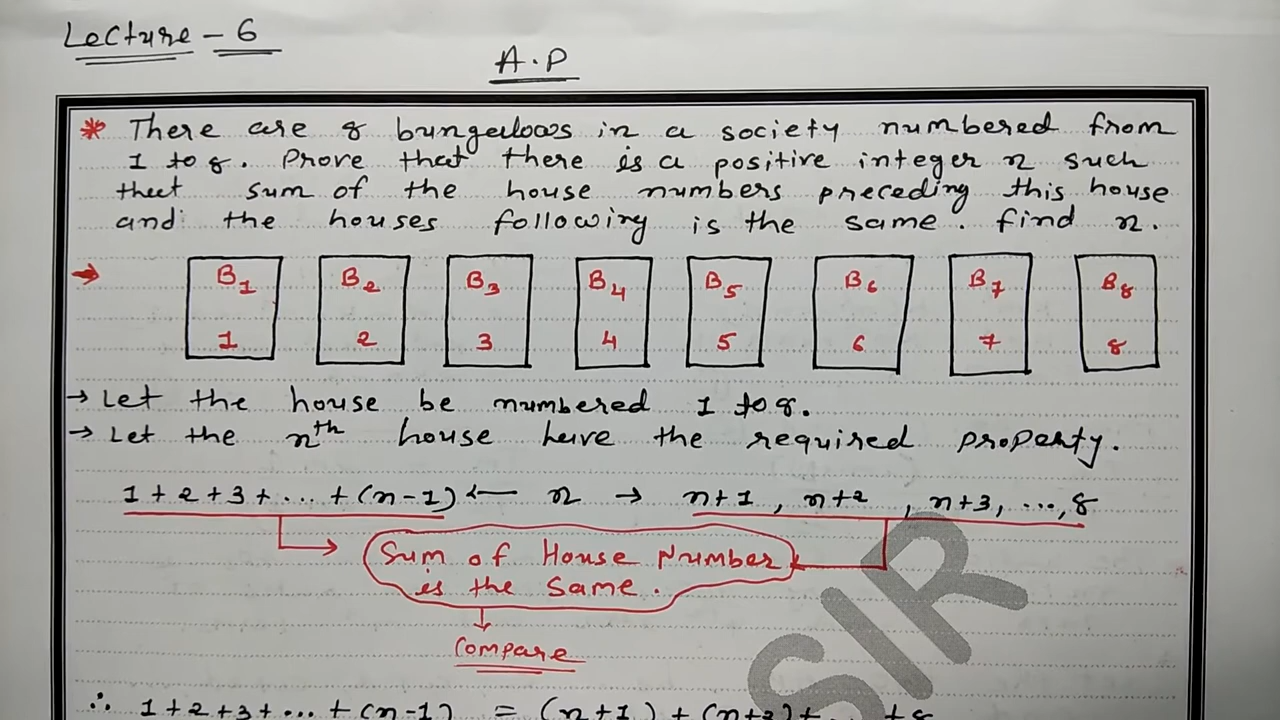 Lecture - 6
A.P
* There are 8 bungalows in a society numbered from
1 to 8. Prove that there is a positive integer n such
that sum of the house numbers preceding this house
and the houses following is the same. find n.
→ B1 B2 B3 B4 B5 B6 B7 B8
1 2 3 4 5 6 7 8
→ Let the house be numbered 1 to 8.
→ Let the nth house have the required property.
1 + 2 + 3 + ... + (n-1) ← n → n+1 , n+2 , n+3, ...,8
Sum of House Number
is the same.
Compare
SIR
∴ 1 + 2 + 3 + ... + (n-1) = (n+1) + (n+2) + ... + 8